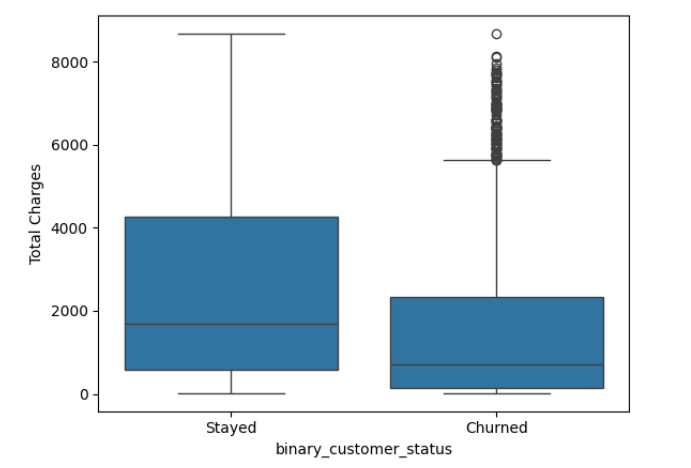 8000
6000
4000
2000
0
Total Charges
Stayed Churned
binary_customer_status